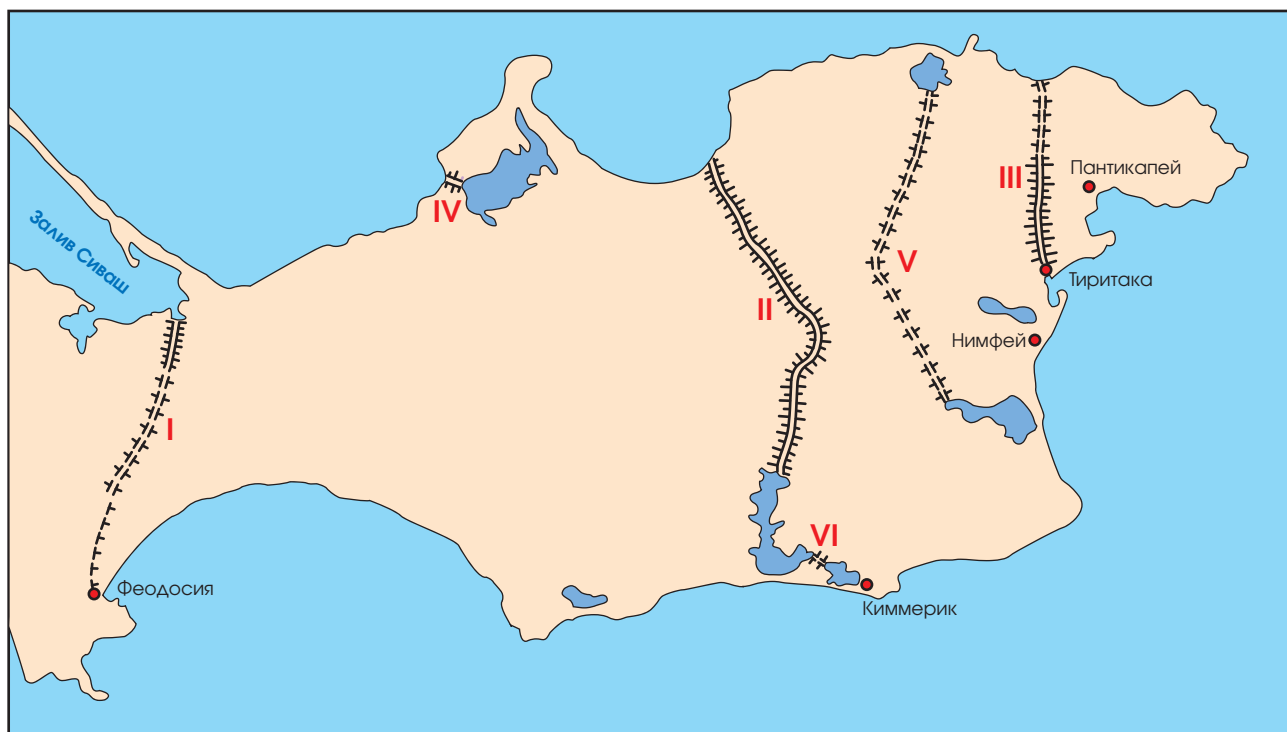 Пантикапей
III
IV
Залив Сиваш
V
Тиритака
II
Нимфей
I
VI
Феодосия
Киммерик